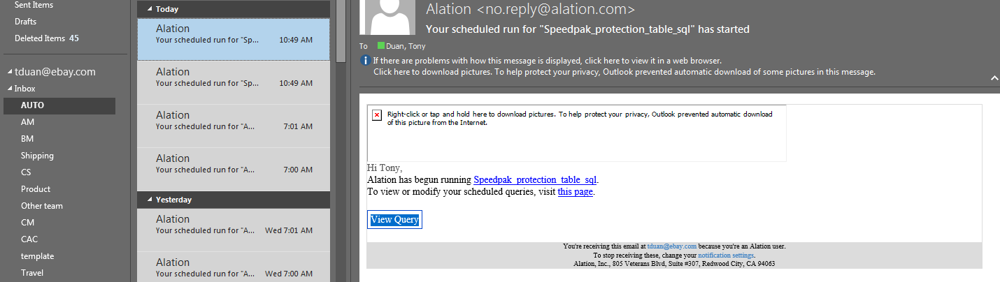 Sent Items
Drafts
Deleted Items 45
tduan@ebay.com
Inbox
AUTO
AM
BM
Shipping
CS
Product
Other team
CM
CAC
template
Travel
Today
Alation
Your scheduled run for "Sp... 10:49 AM
Alation
Your scheduled run for "Sp... 10:49 AM
Alation
Your scheduled run for "A... 7:01 AM
Alation
Your scheduled run for "A... 7:00 AM
Yesterday
Alation
Your scheduled run for "A... Wed 7:01 AM
Alation
Your scheduled run for "A... Wed 7:00 AM
Alation <no.reply@alation.com>
Your scheduled run for "Speedpak_protection_table_sql" has started
To Duan, Tony
If there are problems with how this message is displayed, click here to view it in a web browser.
Click here to download pictures. To help protect your privacy, Outlook prevented automatic download of some pictures in this message.
Right-click or tap and hold here to download pictures. To help protect your privacy, Outlook prevented automatic download
of this picture from the Internet.
Hi Tony,
Alation has begun running Speedpak_protection_table_sql.
To view or modify your scheduled queries, visit this page.
View Query
You're receiving this email at tduan@ebay.com because you're an Alation user.
To stop receiving these, change your notification settings.
Alation, Inc., 805 Veterans Blvd, Suite #307, Redwood City, CA 94063